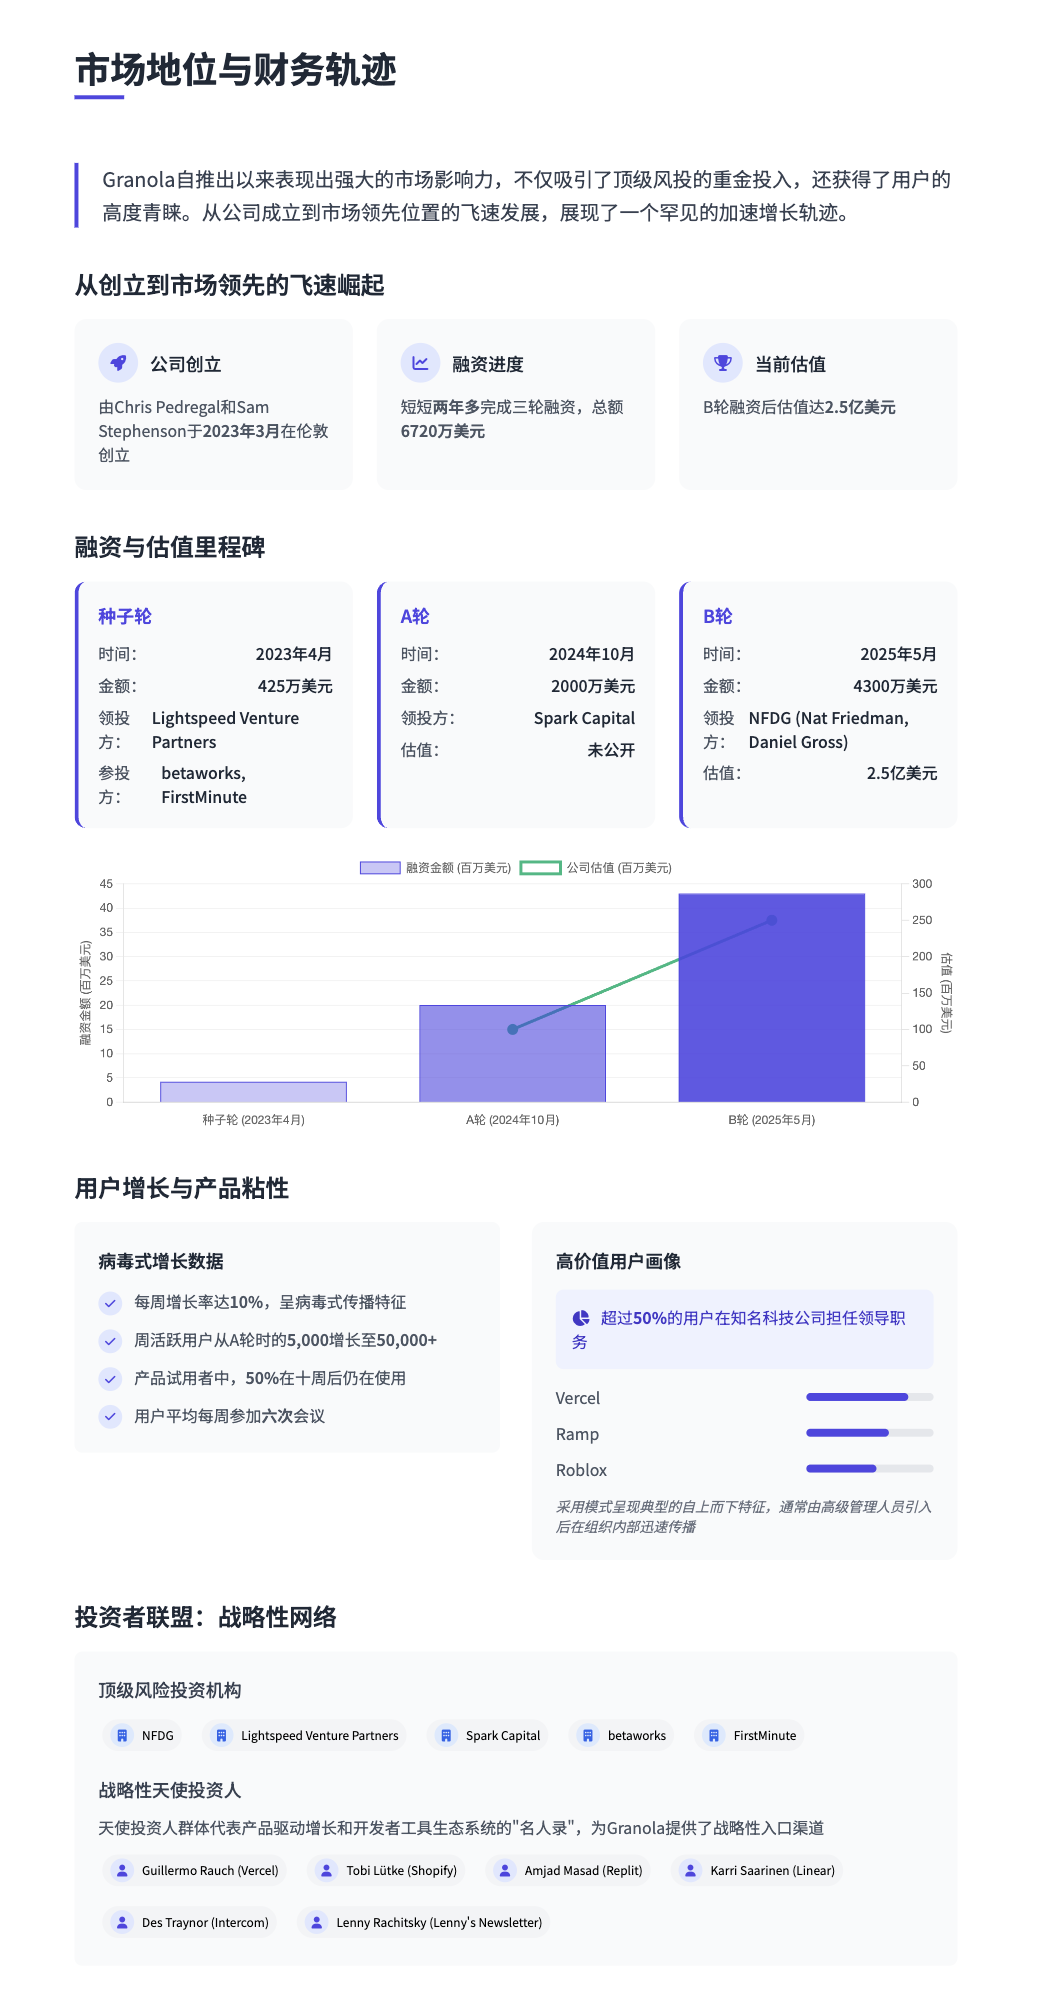 市场地位与财务轨迹
Granola自推出以来表现出强大的市场影响力，不仅吸引了顶级风投的重金投入，还获得了用户的
高度青睐。从公司成立到市场领先位置的飞速发展，展现了一个罕见的加速增长轨迹。
从创立到市场领先的飞速崛起
公司创立
由Chris Pedregal和Sam
Stephenson于2023年3月在伦敦
创立
融资进度
短短两年多完成三轮融资，总额
6720万美元
当前估值
B轮融资后估值达2.5亿美元
融资与估值里程碑
种子轮
时间： 2023年4月
金额： 425万美元
领投 Lightspeed Venture
方： Partners
参投 betaworks,
方： FirstMinute
A轮
时间： 2024年10月
金额： 2000万美元
领投方： Spark Capital
估值： 未公开
B轮
时间： 2025年5月
金额： 4300万美元
领投 NFDG (Nat Friedman,
方： Daniel Gross)
估值： 2.5亿美元
融资金额 (百万美元) 公司估值 (百万美元)
融资金额 (百万美元)
45
40
35
30
25
20
15
10
5
0
300
250
200
150
100
50
0
估值 (百万美元)
种子轮 (2023年4月) A轮 (2024年10月) B轮 (2025年5月)
用户增长与产品粘性
病毒式增长数据
每周增长率达10%，呈病毒式传播特征
周活跃用户从A轮时的5,000增长至50,000+
产品试用者中，50%在十周后仍在使用
用户平均每周参加六次会议
高价值用户画像
超过50%的用户在知名科技公司担任领导职
务
Vercel
Ramp
Roblox
采用模式呈现典型的自上而下特征，通常由高级管理人员引入
后在组织内部迅速传播
投资者联盟：战略性网络
顶级风险投资机构
NFDG Lightspeed Venture Partners Spark Capital betaworks FirstMinute
战略性天使投资人
天使投资人群体代表产品驱动增长和开发者工具生态系统的"名人录"，为Granola提供了战略性入口渠道
Guillermo Rauch (Vercel) Tobi Lütke (Shopify) Amjad Masad (Replit) Karri Saarinen (Linear)
Des Traynor (Intercom) Lenny Rachitsky (Lenny's Newsletter)